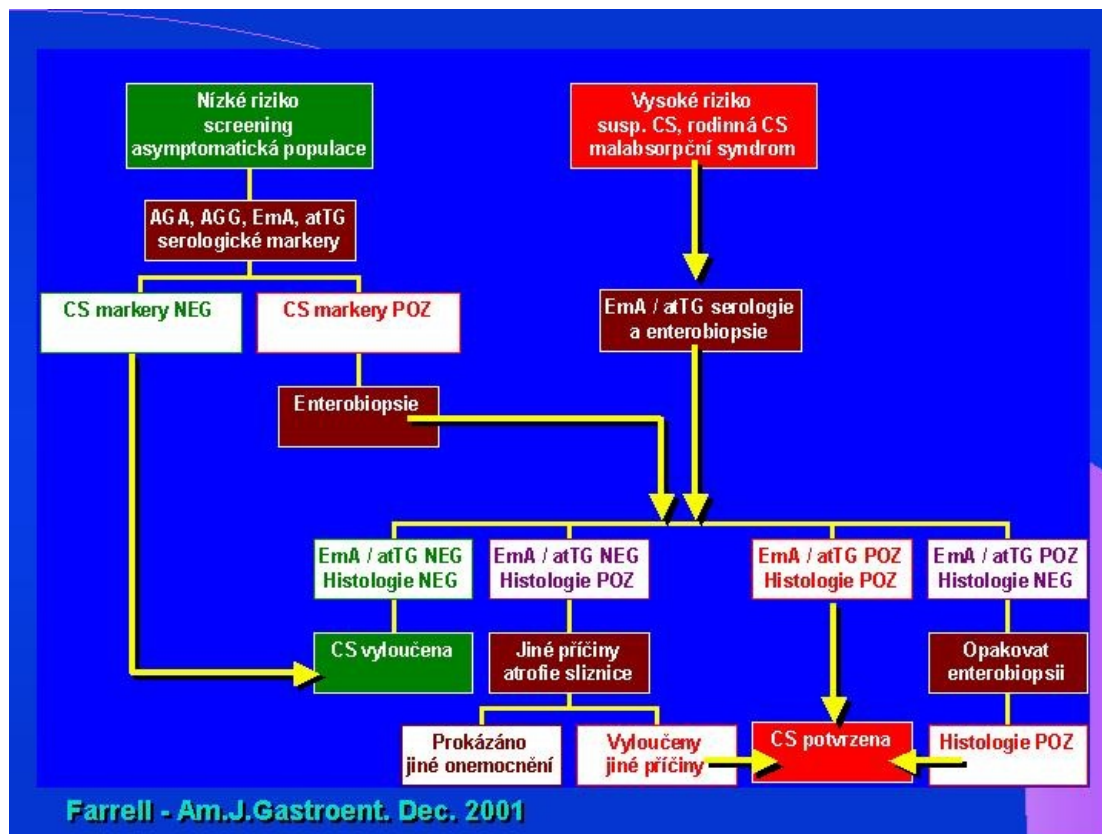 Nízké riziko
screening
asymptomatická populace
Vysoké riziko
susp. CS, rodinná CS
malabsorpční syndrom
AGA, AGG, EmA, atTG
serologické markery
CS markery NEG
CS markery POZ
EmA / atTG serologie
a enterobiopsie
Enterobiopsie
EmA / atTG NEG
Histologie NEG
EmA / atTG NEG
Histologie POZ
EmA / atTG POZ
Histologie POZ
EmA / atTG POZ
Histologie NEG
CS vyloučena
Jiné příčiny
atrofie sliznice
Opakovat
enterobiopsii
Prokázáno
jiné onemocnění
Vyloučeny
jiné příčiny
CS potvrzena
Histologie POZ
Farrell - Am.J.Gastroent. Dec. 2001